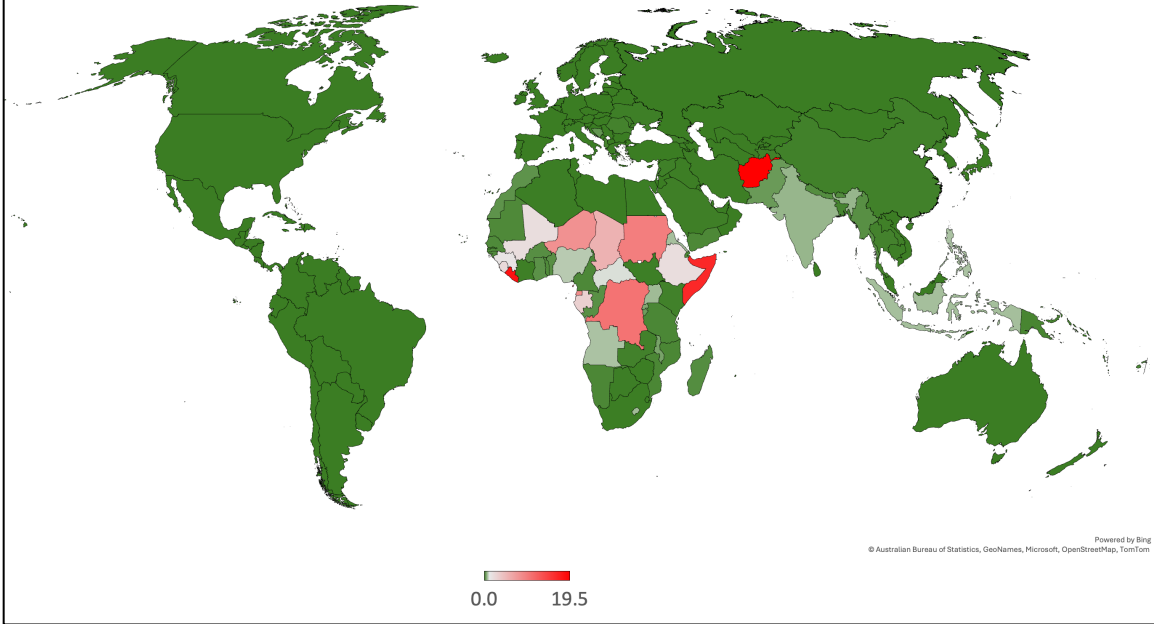 Powered by Bing
© Australian Bureau of Statistics, GeoNames, Microsoft, OpenStreetMap, TomTom
0.0 19.5